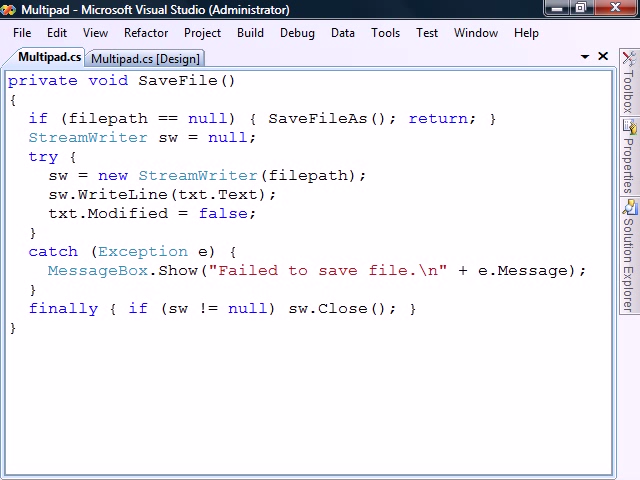 Multipad - Microsoft Visual Studio (Administrator)
File Edit View Refactor Project Build Debug Data Tools Test Window Help
Multipad.cs Multipad.cs [Design]
private void SaveFile()
{
if (filepath == null) { SaveFileAs(); return; }
StreamWriter sw = null;
try {
sw = new StreamWriter(filepath);
sw.WriteLine(txt.Text);
txt.Modified = false;
}
catch (Exception e) {
MessageBox.Show("Failed to save file.\n" + e.Message);
}
finally { if (sw != null) sw.Close(); }
}
Toolbox
Properties
Solution Explorer